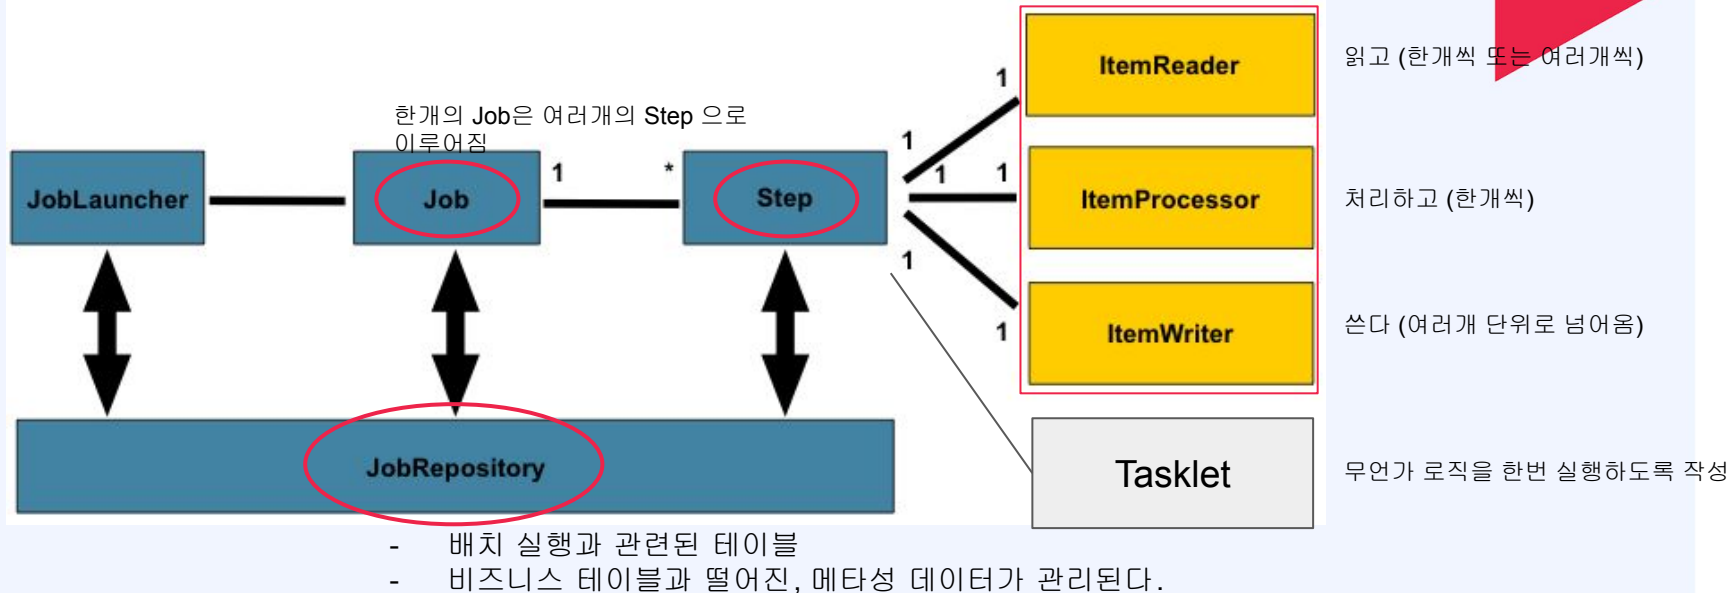 ItemReader
읽고 (한개씩 또는 여러개씩)
1
한개의 Job은 여러개의 Step 으로
이루어짐
1
JobLauncher
Job
1
*
Step
1
1
ItemProcessor
처리하고 (한개씩)
1
1
ItemWriter
쓴다 (여러개 단위로 넘어옴)
JobRepository
Tasklet
무언가 로직을 한번 실행하도록 작성
- 배치 실행과 관련된 테이블
- 비즈니스 테이블과 떨어진, 메타성 데이터가 관리된다.